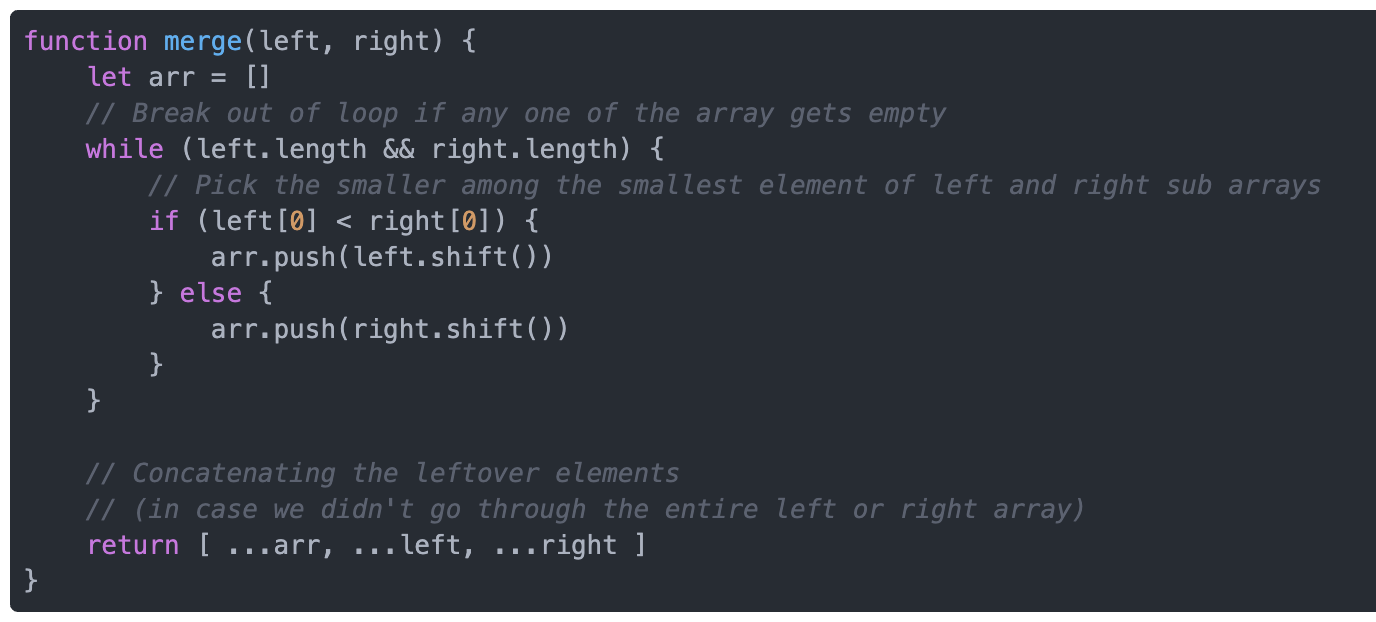 function merge(left, right) {
    let arr = []
    // Break out of loop if any one of the array gets empty
    while (left.length && right.length) {
        // Pick the smaller among the smallest element of left and right sub arrays
        if (left[0] < right[0]) {
            arr.push(left.shift())
        } else {
            arr.push(right.shift())
        }
    }

    // Concatenating the leftover elements
    // (in case we didn't go through the entire left or right array)
    return [ ...arr, ...left, ...right ]
}